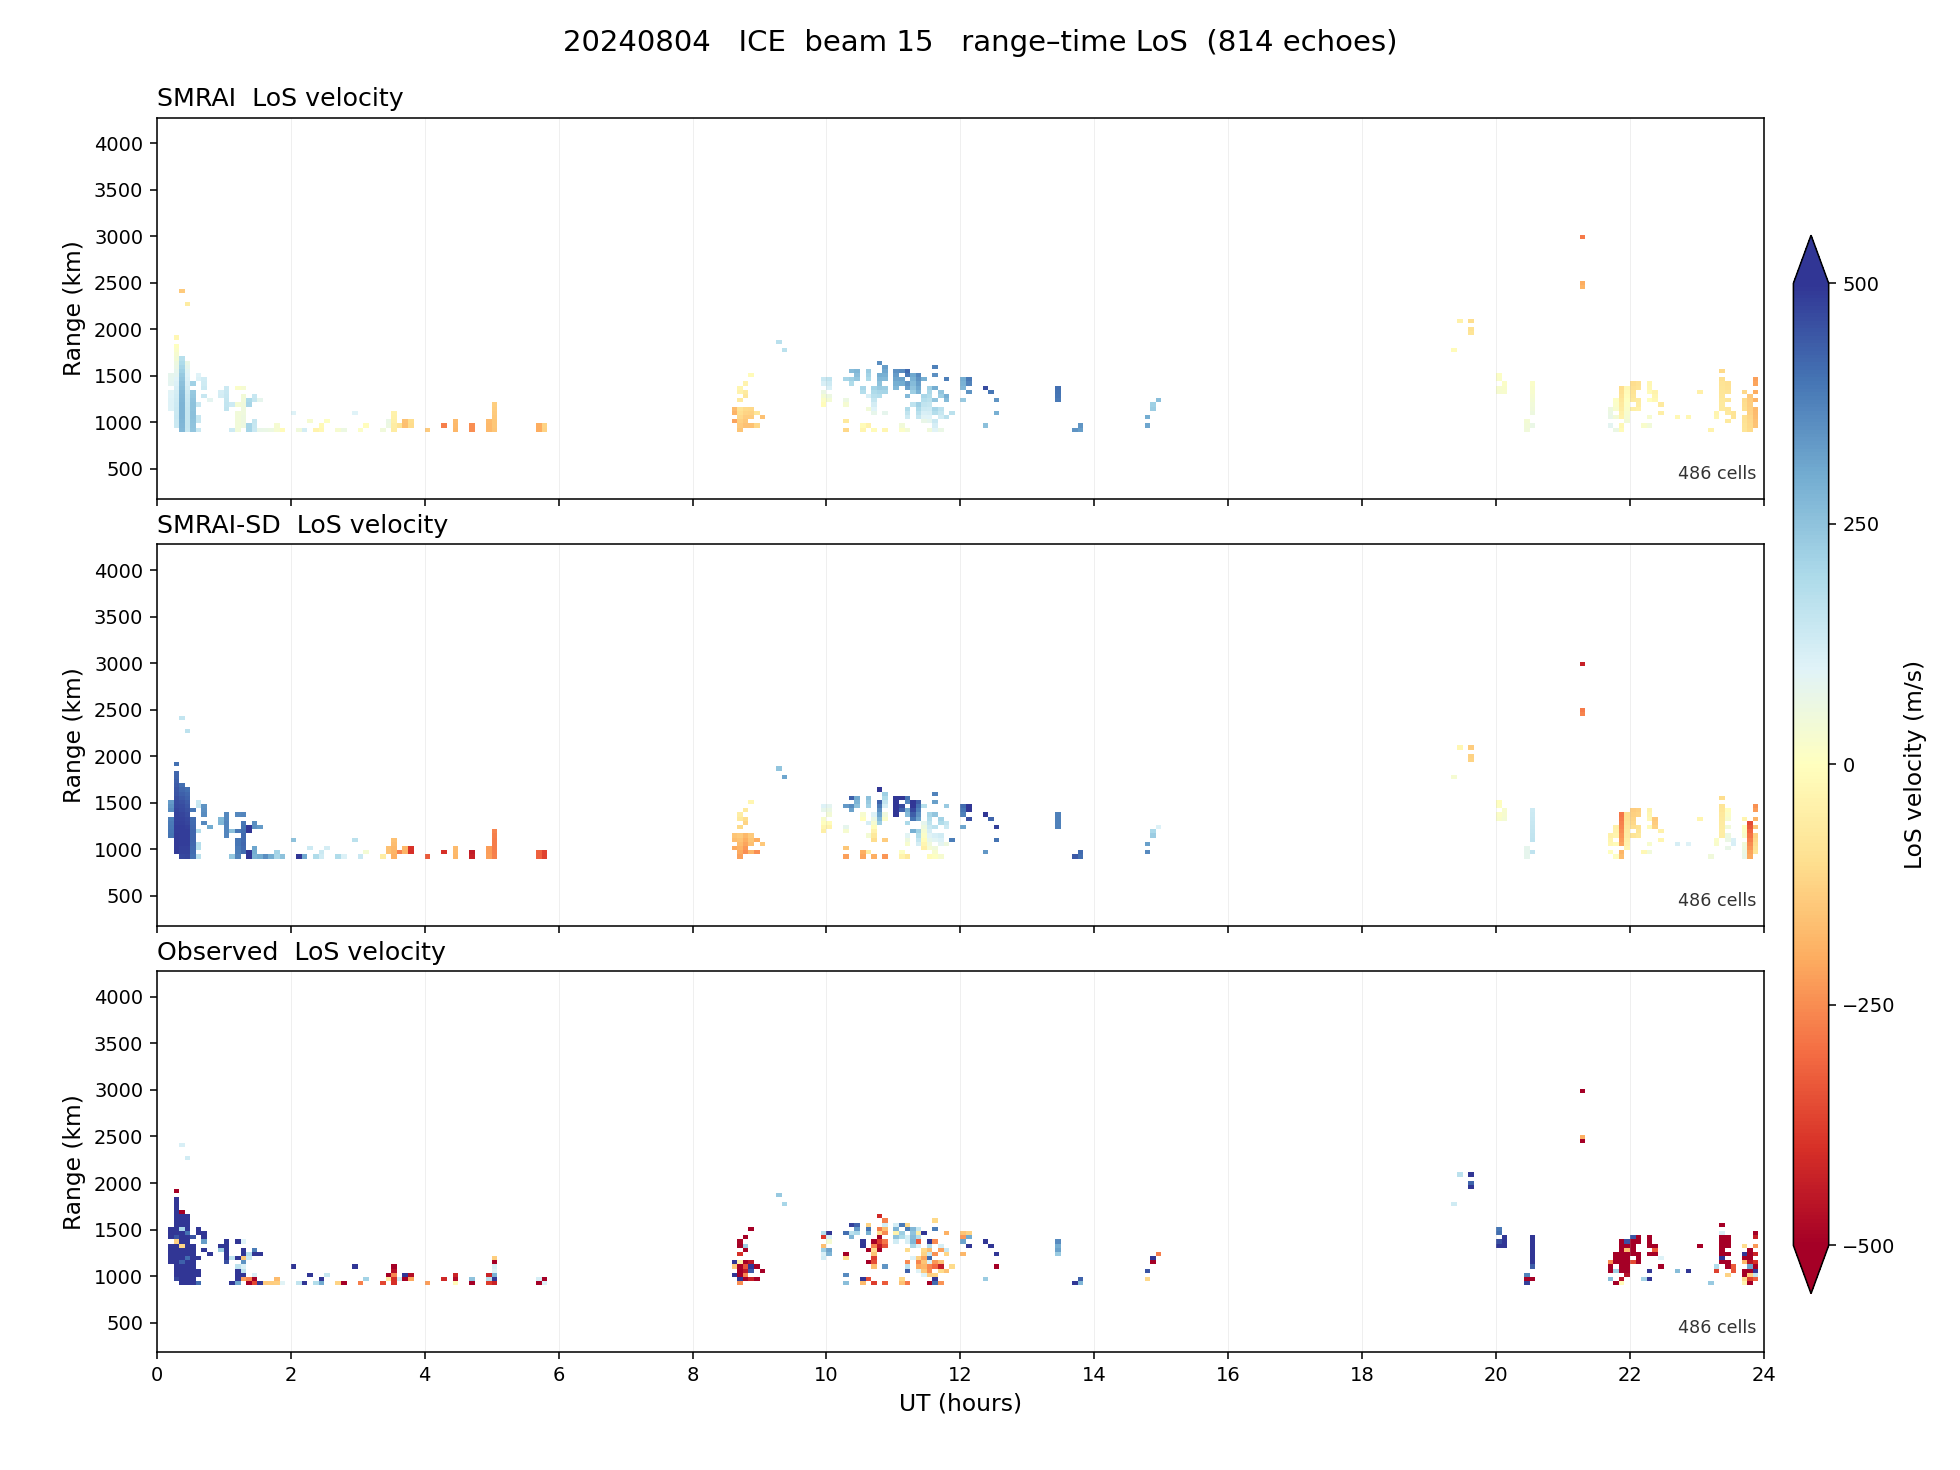 20240804   ICE  beam 15   range–time LoS  (814 echoes)
SMRAI  LoS velocity
4000
3500
3000
2500
2000
1500
1000
500
Range (km)
486 cells
SMRAI-SD  LoS velocity
4000
3500
3000
2500
2000
1500
1000
500
Range (km)
486 cells
Observed  LoS velocity
4000
3500
3000
2500
2000
1500
1000
500
Range (km)
486 cells
0 2 4 6 8 10 12 14 16 18 20 22 24
UT (hours)
500
250
0
−250
−500
LoS velocity (m/s)